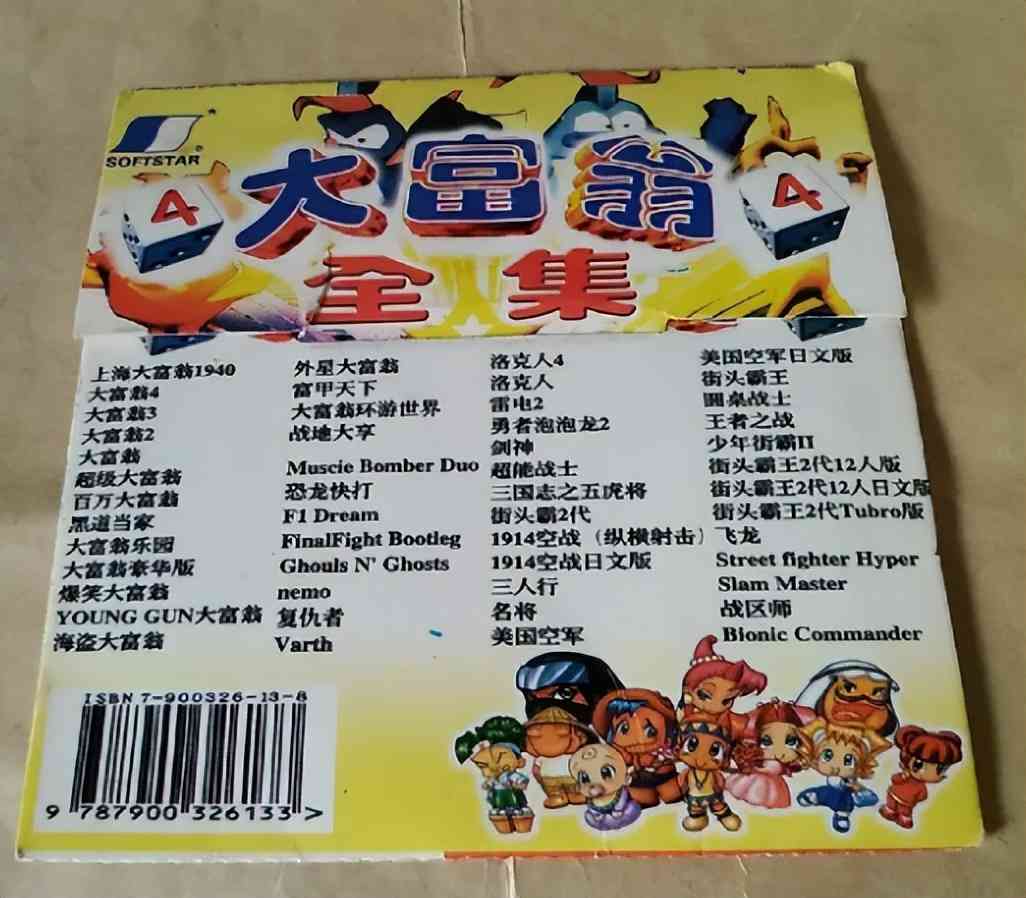 SOFTSTAR
4
大富翁
4
全集
上海大富翁1940
大富翁4
大富翁3
大富翁2
大富翁
超级大富翁
百万大富翁
黑道当家
大富翁乐园
大富翁豪华版
爆笑大富翁
YOUNG GUN大富翁
海盗大富翁
外星大富翁
富甲天下
大富翁环游世界
战地大亨
Muscie Bomber Duo
恐龙快打
F1 Dream
FinalFight Bootleg
Ghouls N' Ghosts
nemo
复仇者
Varth
洛克人4
洛克人
雷电2
勇者泡泡龙2
剑神
超能战士
三国志之五虎将
街头霸2代
1914空战（纵横射击）
1914空战日文版
三人行
名将
美国空军
美国空军日文版
街头霸王
圆桌战士
王者之战
少年街霸II
街头霸王2代12人版
街头霸王2代12人日文版
街头霸王2代Tubro版
飞龙
Street fighter Hyper
Slam Master
战区师
Bionic Commander
ISBN 7-900326-13-8
9 787900 326133 >